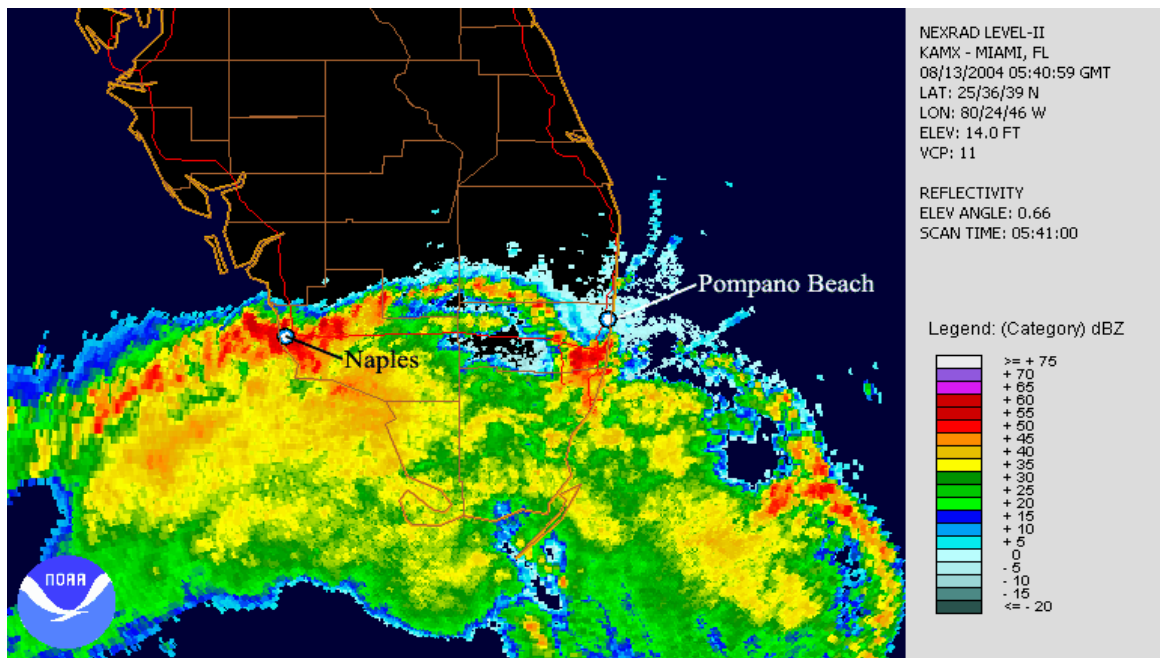 NEXRAD LEVEL-II
KAMX - MIAMI, FL
08/13/2004 05:40:59 GMT
LAT: 25/36/39 N
LON: 80/24/46 W
ELEV: 14.0 FT
VCP: 11
REFLECTIVITY
ELEV ANGLE: 0.66
SCAN TIME: 05:41:00
Pompano Beach
Naples
Legend: (Category) dBZ
>= + 75
+ 70
+ 65
+ 60
+ 55
+ 50
+ 45
+ 40
+ 35
+ 30
+ 25
+ 20
+ 15
+ 10
+ 5
0
- 5
- 10
- 15
<= - 20
NOAA